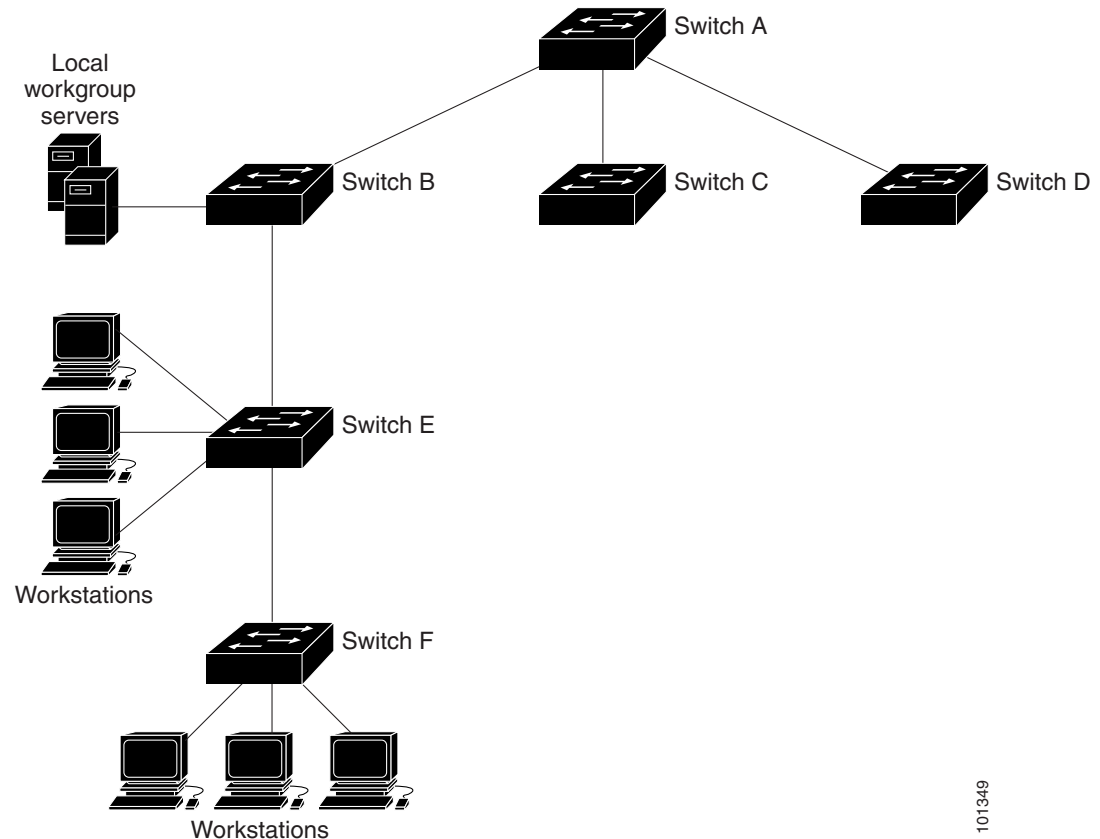 Switch A
Local
workgroup
servers
Switch B
Switch C
Switch D
Switch E
Workstations
Switch F
Workstations
101349